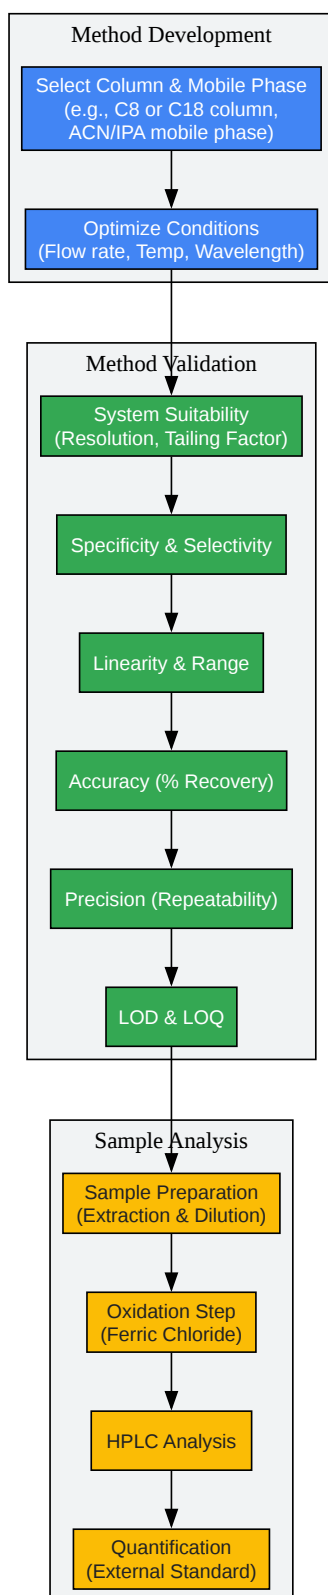 Method Development
Select Column & Mobile Phase
(e.g., C8 or C18 column,
ACN/IPA mobile phase)
Optimize Conditions
(Flow rate, Temp, Wavelength)
Method Validation
System Suitability
(Resolution, Tailing Factor)
Specificity & Selectivity
Linearity & Range
Accuracy (% Recovery)
Precision (Repeatability)
LOD & LOQ
Sample Analysis
Sample Preparation
(Extraction & Dilution)
Oxidation Step
(Ferric Chloride)
HPLC Analysis
Quantification
(External Standard)